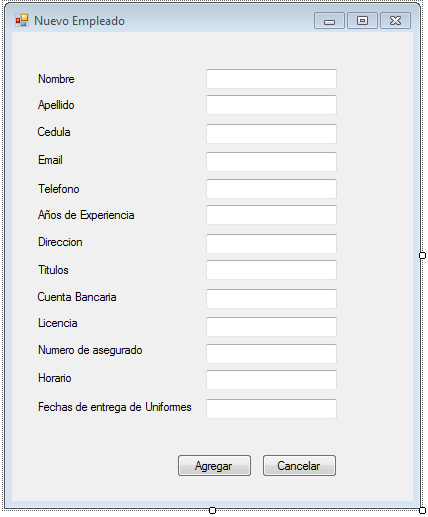 Nuevo Empleado
Nombre
Apellido
Cedula
Email
Telefono
Años de Experiencia
Direccion
Titulos
Cuenta Bancaria
Licencia
Numero de asegurado
Horario
Fechas de entrega de Uniformes
Agregar Cancelar